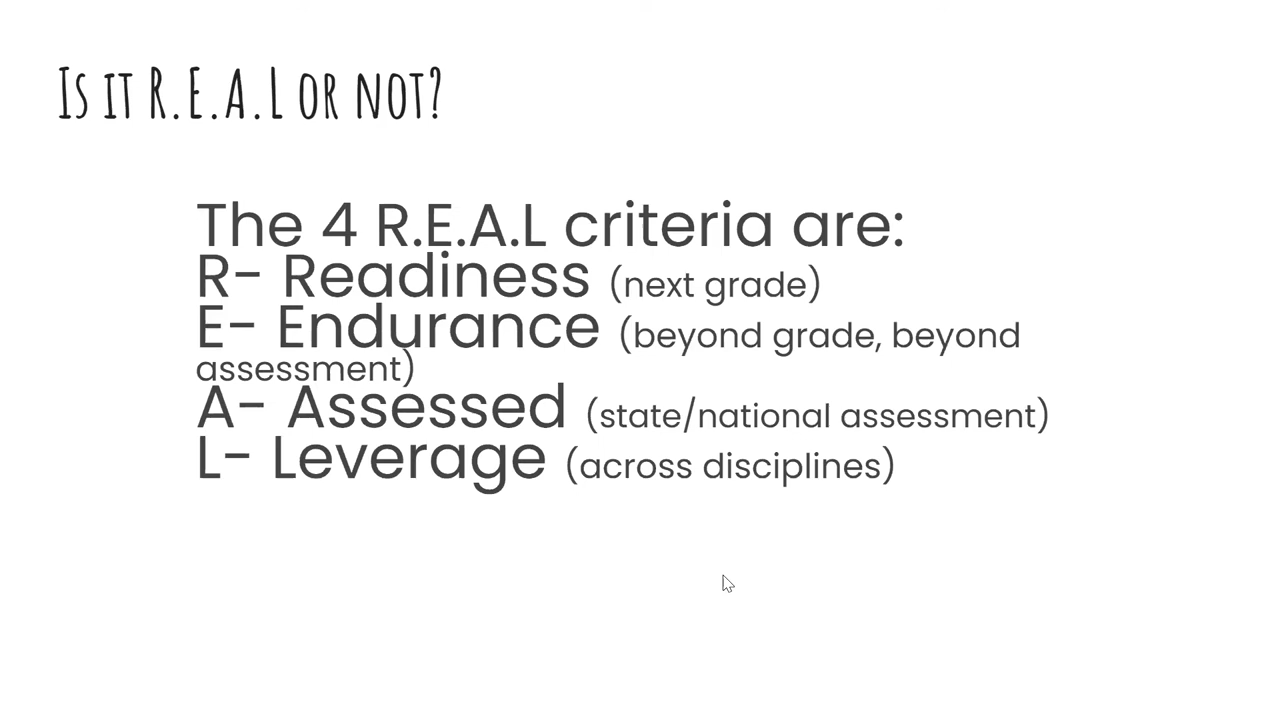 Is it R.E.A.L or not?
The 4 R.E.A.L criteria are:
R- Readiness (next grade)
E- Endurance (beyond grade, beyond
assessment)
A- Assessed (state/national assessment)
L- Leverage (across disciplines)